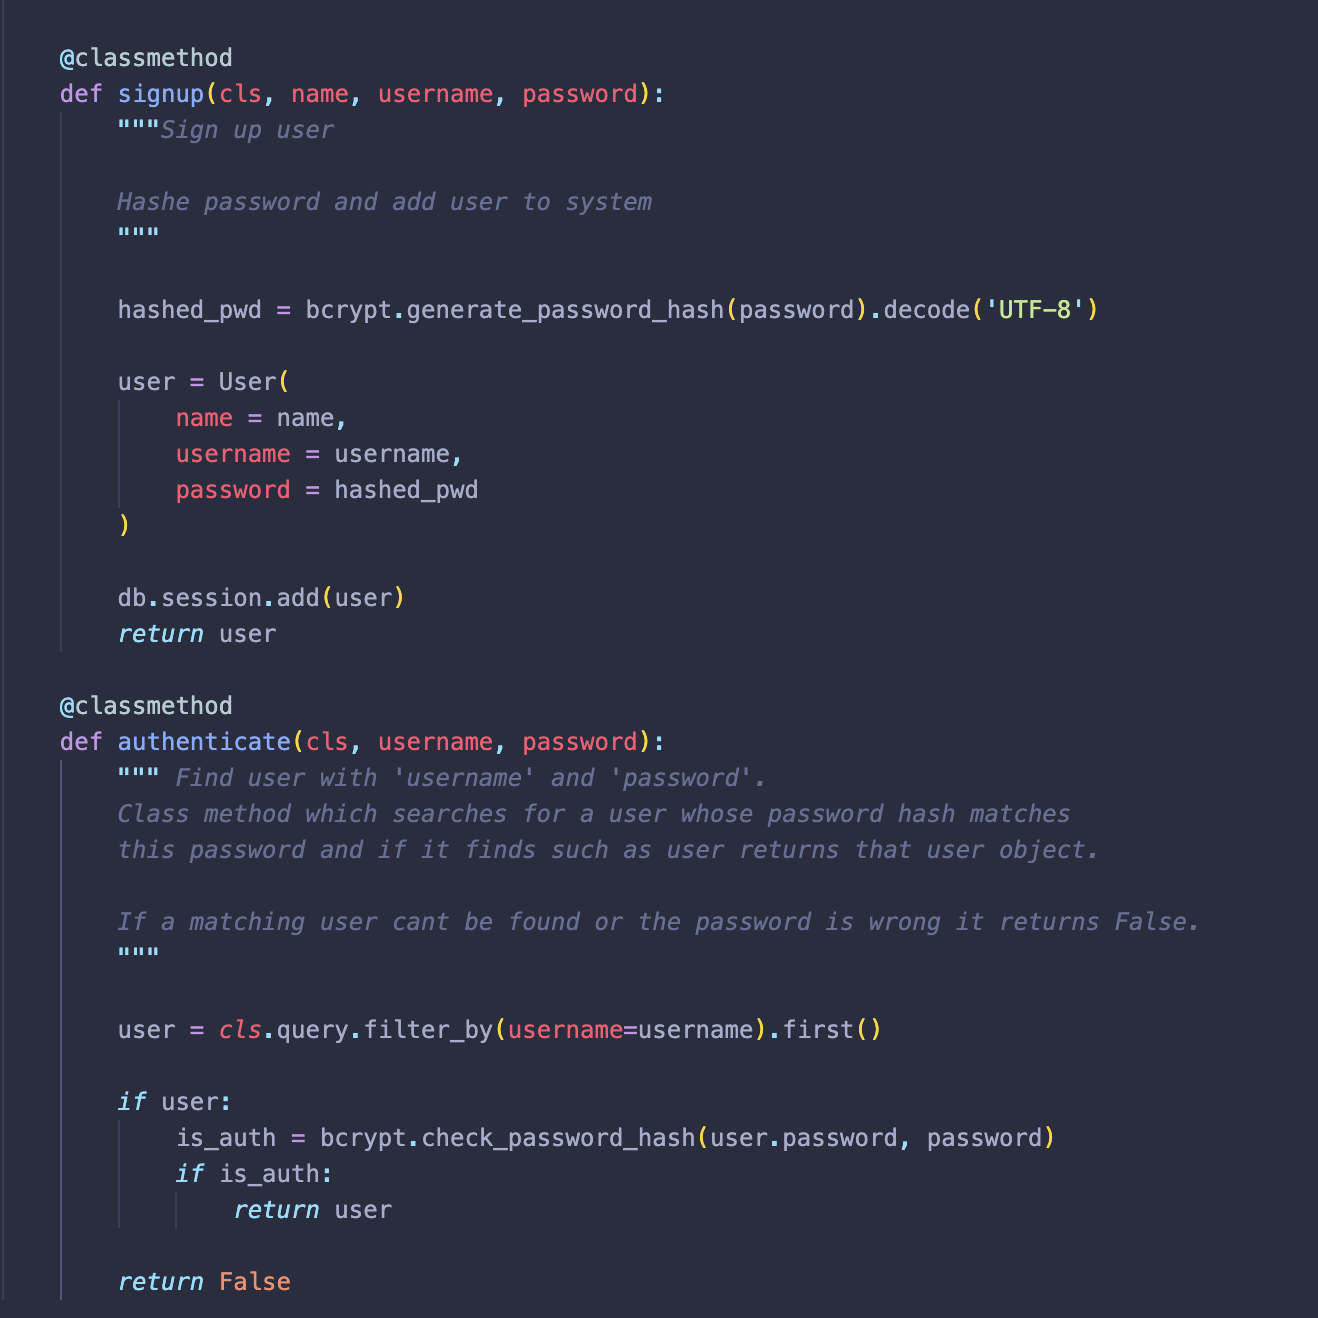 @classmethod
def signup(cls, name, username, password):
"""Sign up user
Hashe password and add user to system
"""
hashed_pwd = bcrypt.generate_password_hash(password).decode('UTF-8')
user = User(
name = name,
username = username,
password = hashed_pwd
)
db.session.add(user)
return user
@classmethod
def authenticate(cls, username, password):
""" Find user with 'username' and 'password'.
Class method which searches for a user whose password hash matches
this password and if it finds such as user returns that user object.
If a matching user cant be found or the password is wrong it returns False.
"""
user = cls.query.filter_by(username=username).first()
if user:
is_auth = bcrypt.check_password_hash(user.password, password)
if is_auth:
return user
return False